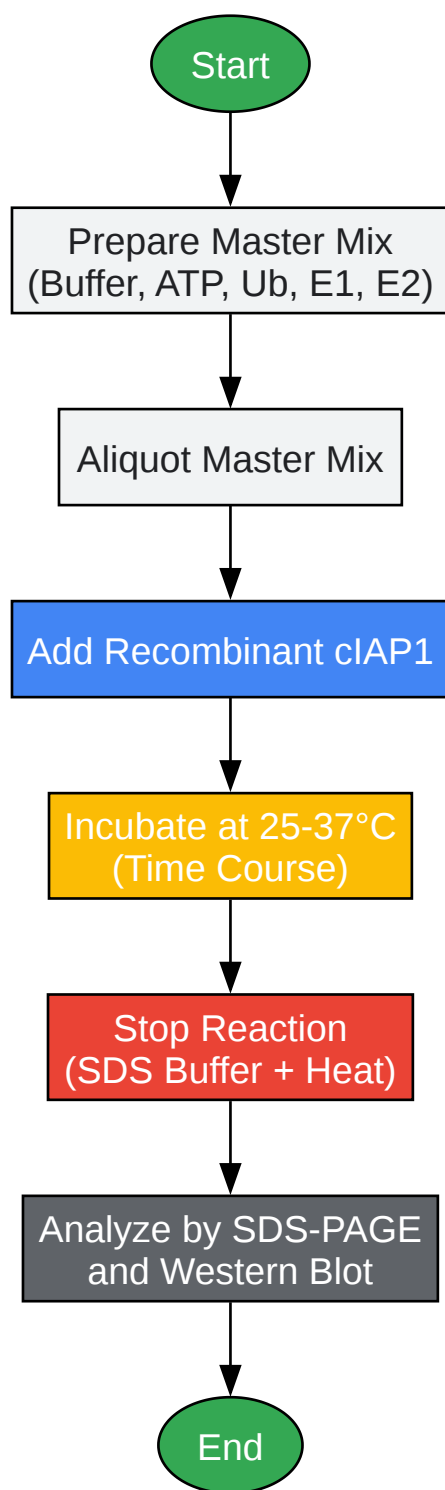 Start
Prepare Master Mix
(Buffer, ATP, Ub, E1, E2)
Aliquot Master Mix
Add Recombinant cIAP1
Incubate at 25-37°C
(Time Course)
Stop Reaction
(SDS Buffer + Heat)
Analyze by SDS-PAGE
and Western Blot
End